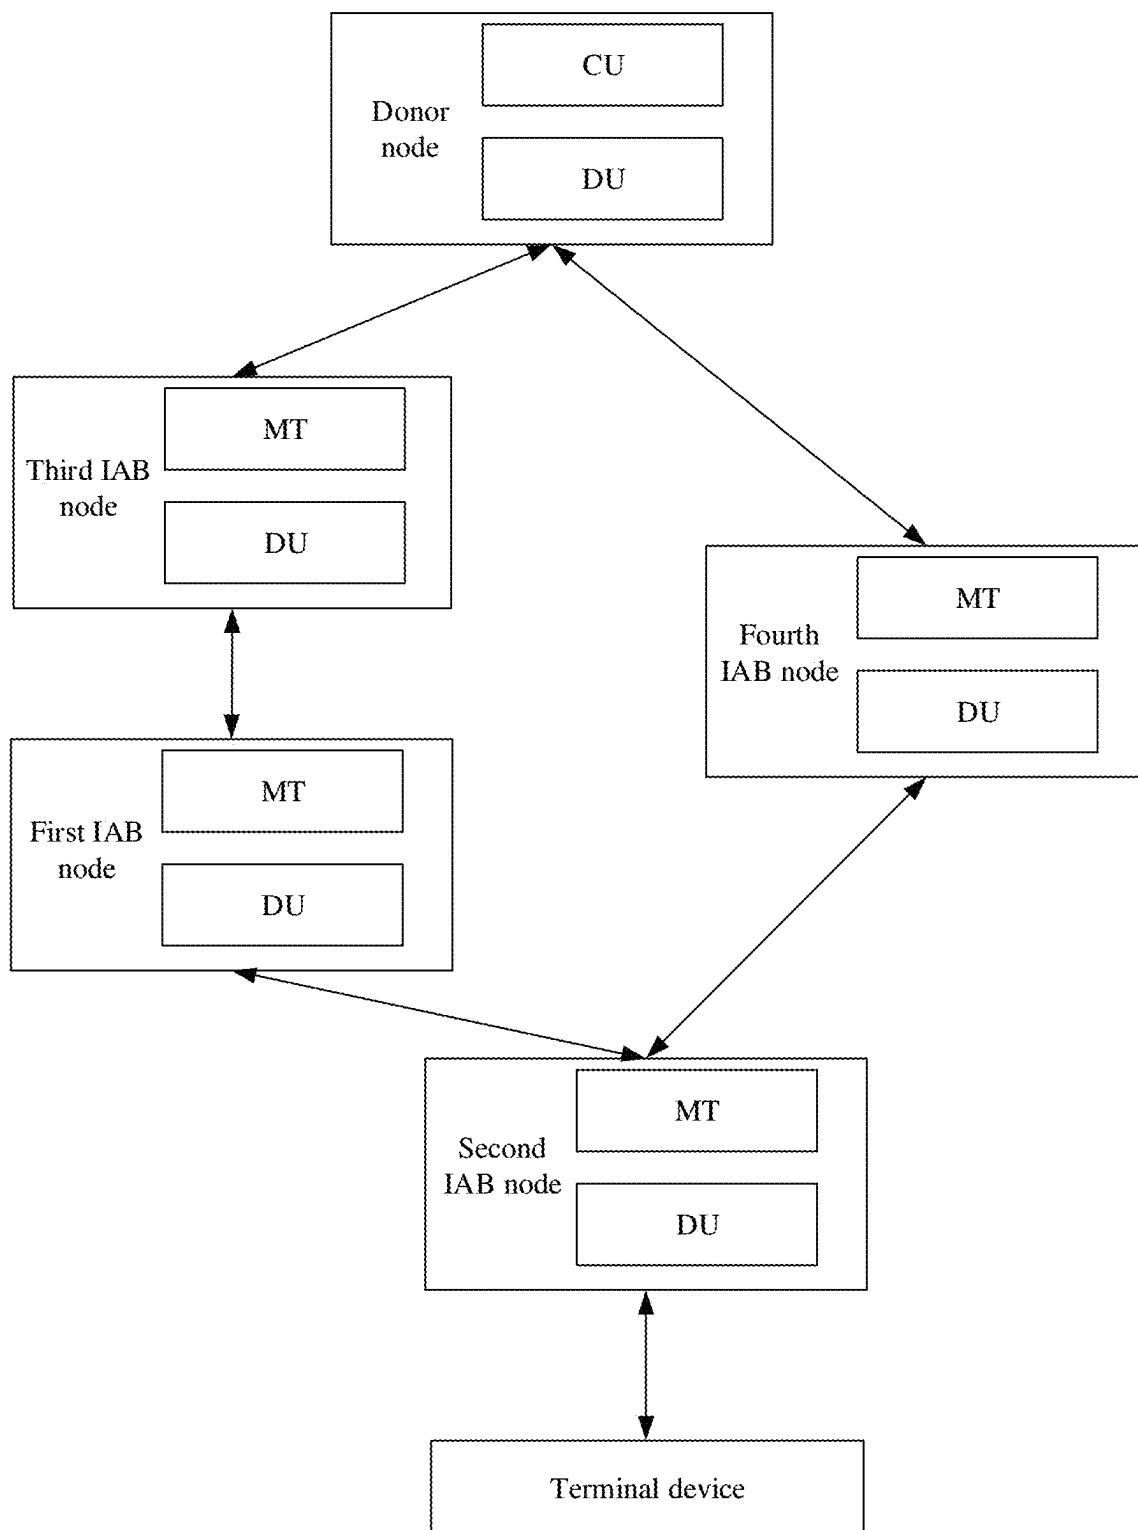 CU
Donor
node
DU
MT
Third IAB
node
DU
MT
Fourth
IAB node
DU
MT
First IAB
node
DU
MT
Second
IAB node
DU
Terminal device